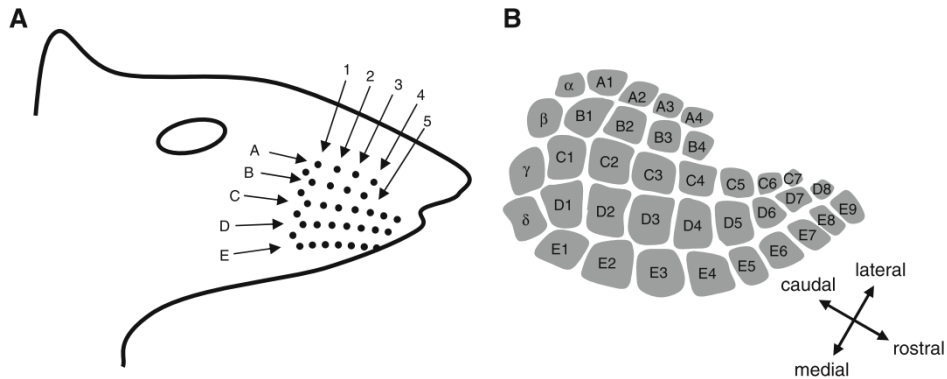 A
1
2
3
4
5
A
B
C
D
E
B
α A1 A2 A3 A4
β B1 B2 B3 B4
γ C1 C2 C3 C4 C5 C6 C7
δ D1 D2 D3 D4 D5 D6 D7 D8
E1 E2 E3 E4 E5 E6 E7 E8 E9
lateral
caudal
rostral
medial